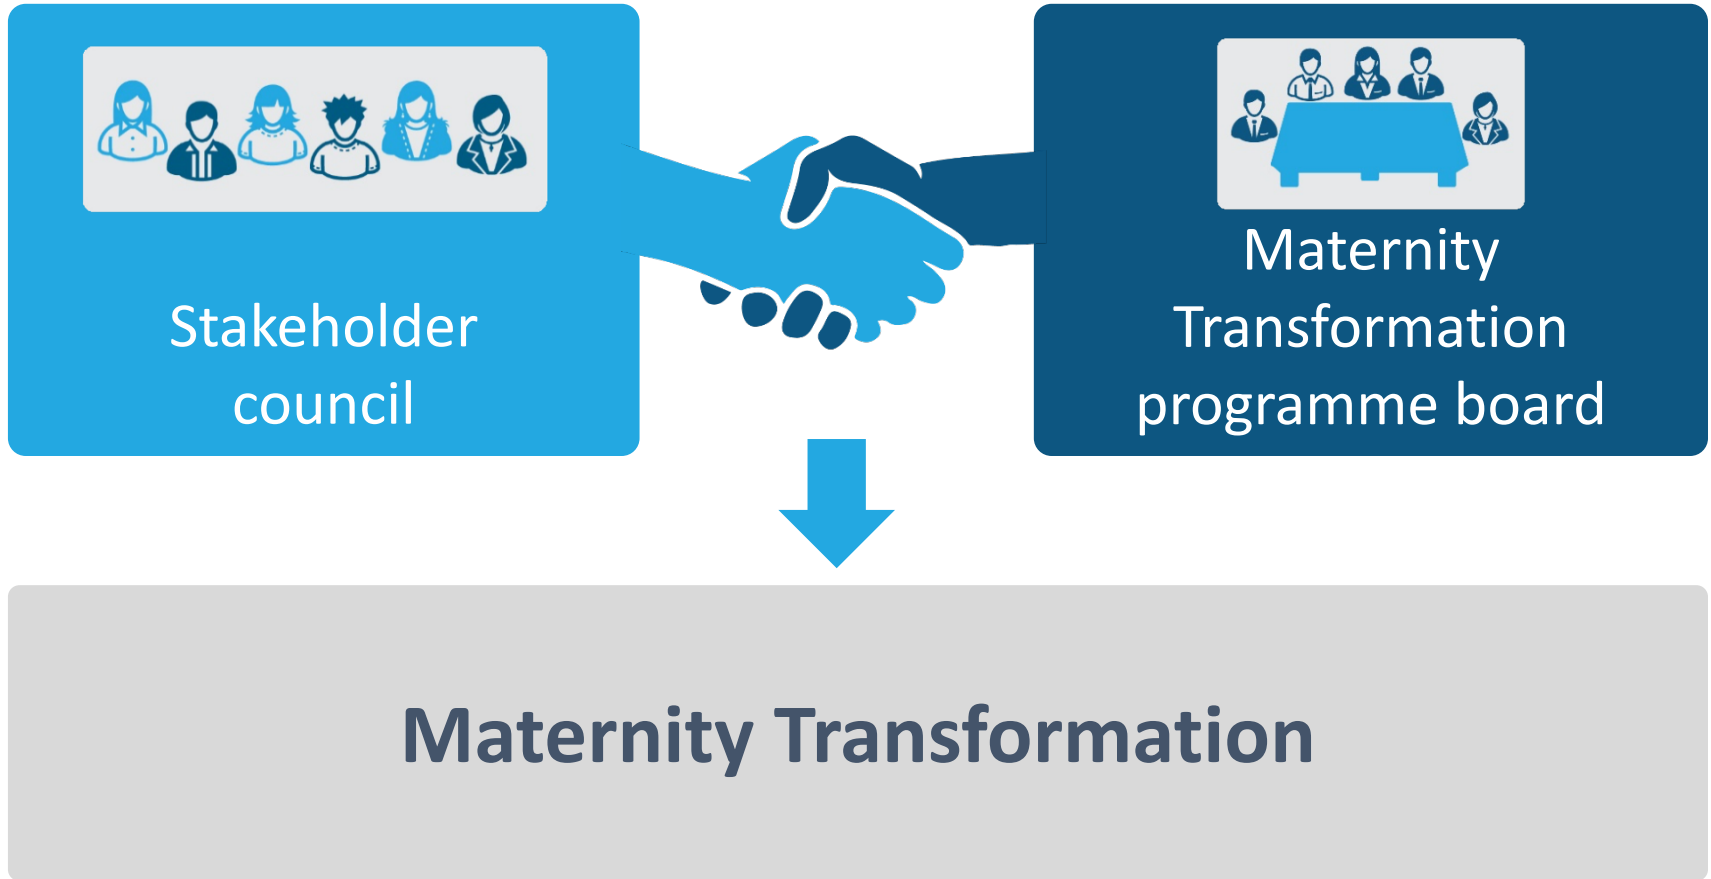 Stakeholder
council
Maternity
Transformation
programme board
Maternity Transformation